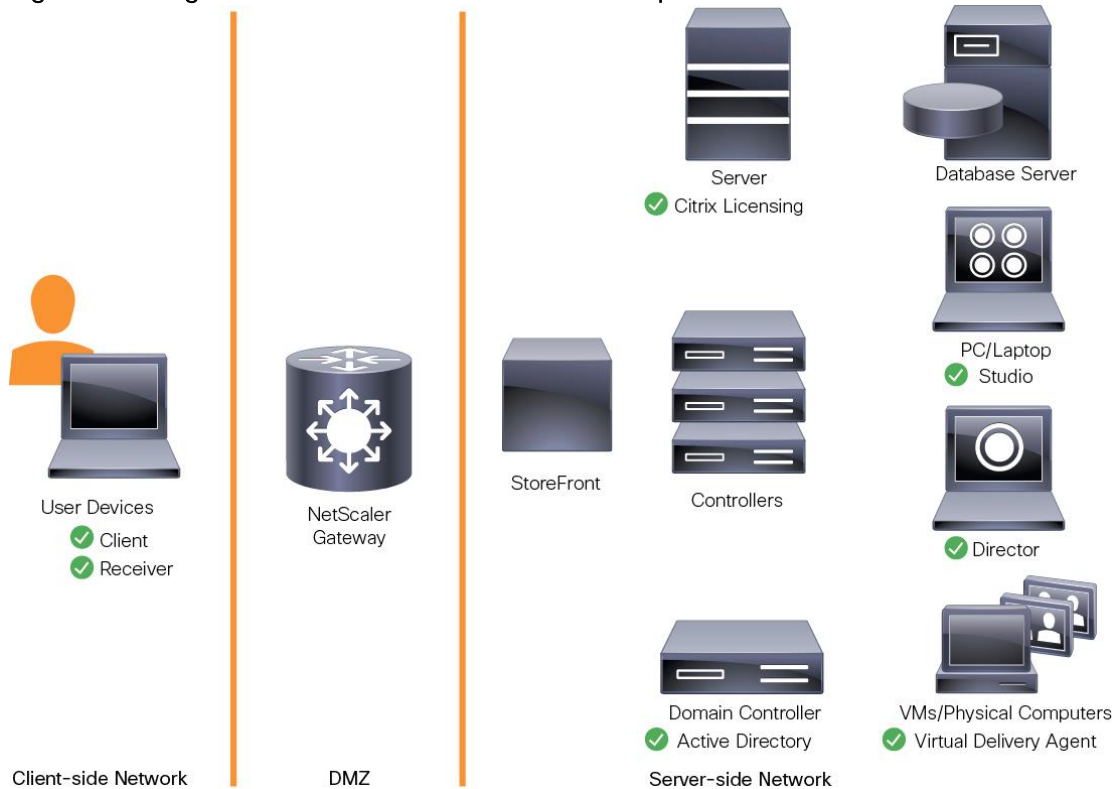 Server
Citrix Licensing
Database Server
PC/Laptop
Studio
User Devices
Client
Receiver
NetScaler
Gateway
StoreFront
Controllers
Director
Domain Controller
Active Directory
VMs/Physical Computers
Virtual Delivery Agent
Client-side Network
DMZ
Server-side Network